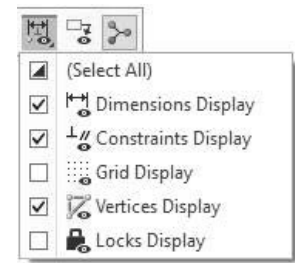 (Select All)
Dimensions Display
Constraints Display
Grid Display
Vertices Display
Locks Display